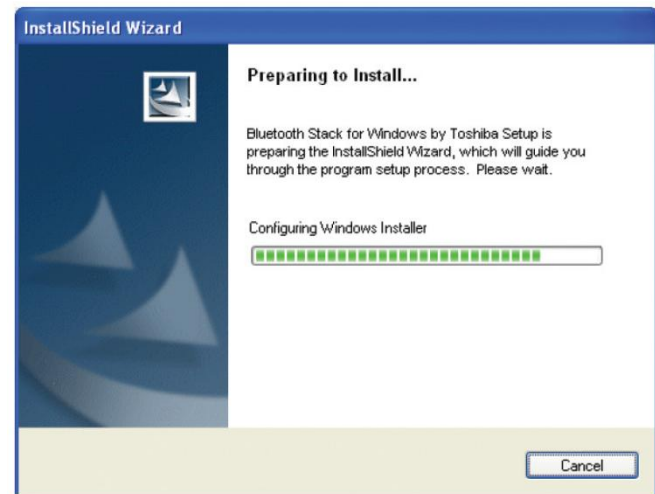 InstallShield Wizard
Preparing to Install...
Bluetooth Stack for Windows by Toshiba Setup is
preparing the InstallShield Wizard, which will guide you
through the program setup process. Please wait.
Configuring Windows Installer
Cancel